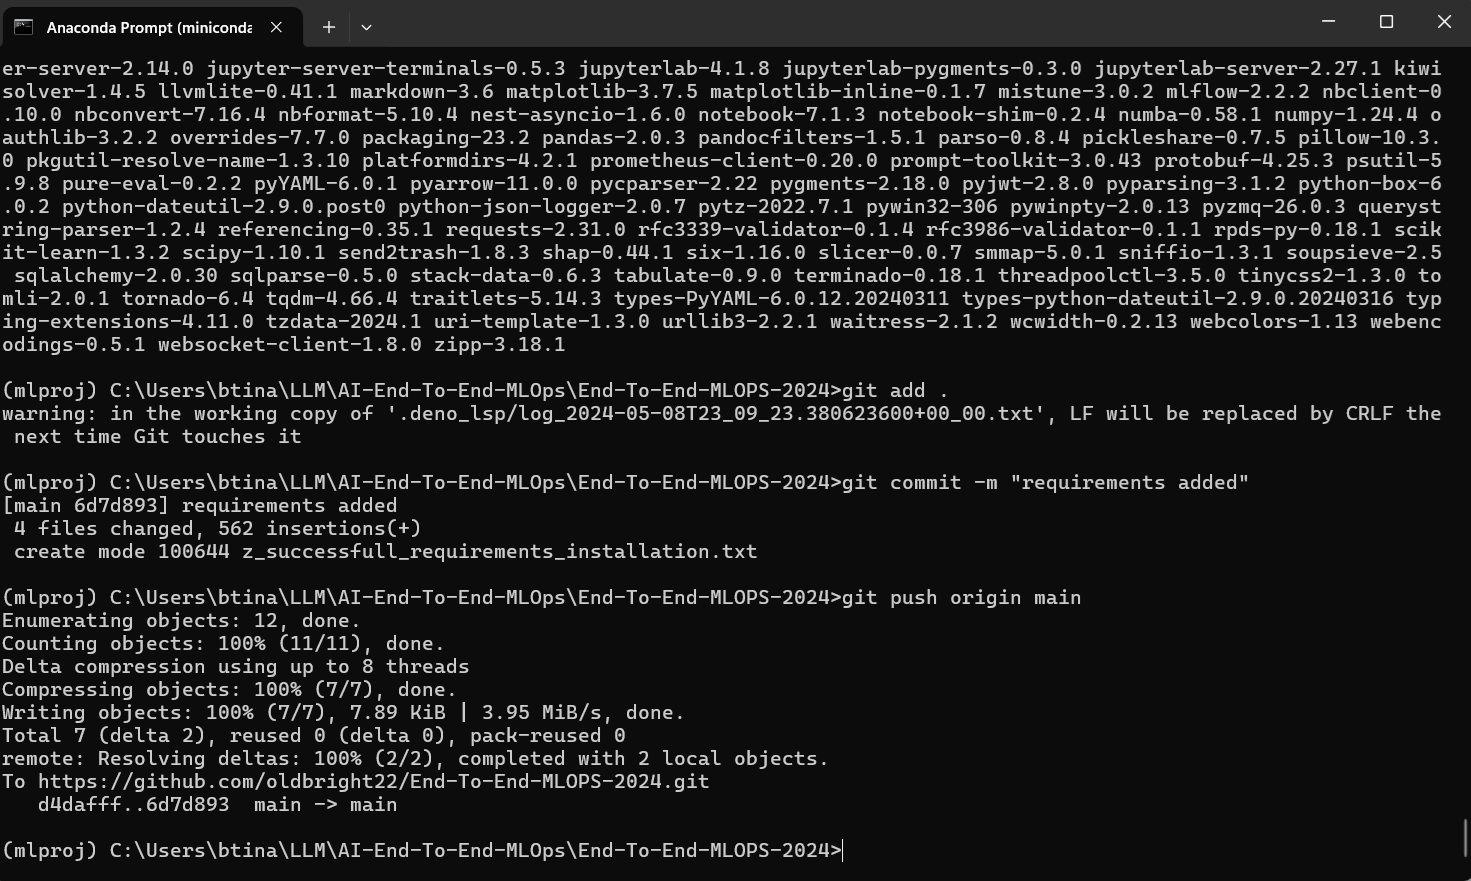 Anaconda Prompt (miniconda
er-server-2.14.0 jupyter-server-terminals-0.5.3 jupyterlab-4.1.8 jupyterlab-pygments-0.3.0 jupyterlab-server-2.27.1 kiwi
solver-1.4.5 llvmlite-0.41.1 markdown-3.6 matplotlib-3.7.5 matplotlib-inline-0.1.7 mistune-3.0.2 mlflow-2.2.2 nbclient-0
.10.0 nbconvert-7.16.4 nbformat-5.10.4 nest-asyncio-1.6.0 notebook-7.1.3 notebook-shim-0.2.4 numba-0.58.1 numpy-1.24.4 o
authlib-3.2.2 overrides-7.7.0 packaging-23.2 pandas-2.0.3 pandocfilters-1.5.1 parso-0.8.4 pickleshare-0.7.5 pillow-10.3.
0 pkgutil-resolve-name-1.3.10 platformdirs-4.2.1 prometheus-client-0.20.0 prompt-toolkit-3.0.43 protobuf-4.25.3 psutil-5
.9.8 pure-eval-0.2.2 pyYAML-6.0.1 pyarrow-11.0.0 pycparser-2.22 pygments-2.18.0 pyjwt-2.8.0 pyparsing-3.1.2 python-box-6
.0.2 python-dateutil-2.9.0.post0 python-json-logger-2.0.7 pytz-2022.7.1 pywin32-306 pywinpty-2.0.13 pyzmq-26.0.3 queryst
ring-parser-1.2.4 referencing-0.35.1 requests-2.31.0 rfc3339-validator-0.1.4 rfc3986-validator-0.1.1 rpds-py-0.18.1 scik
it-learn-1.3.2 scipy-1.10.1 send2trash-1.8.3 shap-0.44.1 six-1.16.0 slicer-0.0.7 smmap-5.0.1 sniffio-1.3.1 soupsieve-2.5
 sqlalchemy-2.0.30 sqlparse-0.5.0 stack-data-0.6.3 tabulate-0.9.0 terminado-0.18.1 threadpoolctl-3.5.0 tinycss2-1.3.0 to
mli-2.0.1 tornado-6.4 tqdm-4.66.4 traitlets-5.14.3 types-PyYAML-6.0.12.20240311 types-python-dateutil-2.9.0.20240316 typ
ing-extensions-4.11.0 tzdata-2024.1 uri-template-1.3.0 urllib3-2.2.1 waitress-2.1.2 wcwidth-0.2.13 webcolors-1.13 webenc
odings-0.5.1 websocket-client-1.8.0 zipp-3.18.1
(mlproj) C:\Users\btina\LLM\AI-End-To-End-MLOps\End-To-End-MLOPS-2024>git add .
warning: in the working copy of '.deno_lsp/log_2024-05-08T23_09_23.380623600+00_00.txt', LF will be replaced by CRLF the
 next time Git touches it
(mlproj) C:\Users\btina\LLM\AI-End-To-End-MLOps\End-To-End-MLOPS-2024>git commit -m "requirements added"
[main 6d7d893] requirements added
 4 files changed, 562 insertions(+)
 create mode 100644 z_successfull_requirements_installation.txt
(mlproj) C:\Users\btina\LLM\AI-End-To-End-MLOps\End-To-End-MLOPS-2024>git push origin main
Enumerating objects: 12, done.
Counting objects: 100% (11/11), done.
Delta compression using up to 8 threads
Compressing objects: 100% (7/7), done.
Writing objects: 100% (7/7), 7.89 KiB | 3.95 MiB/s, done.
Total 7 (delta 2), reused 0 (delta 0), pack-reused 0
remote: Resolving deltas: 100% (2/2), completed with 2 local objects.
To https://github.com/oldbright22/End-To-End-MLOPS-2024.git
   d4dafff..6d7d893  main -> main
(mlproj) C:\Users\btina\LLM\AI-End-To-End-MLOps\End-To-End-MLOPS-2024>